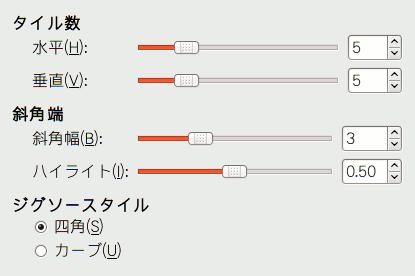 タイル数
水平(H): 5
垂直(V): 5
斜角端
斜角幅(B): 3
ハイライト(I): 0.50
ジグソースタイル
四角(S)
カーブ(U)